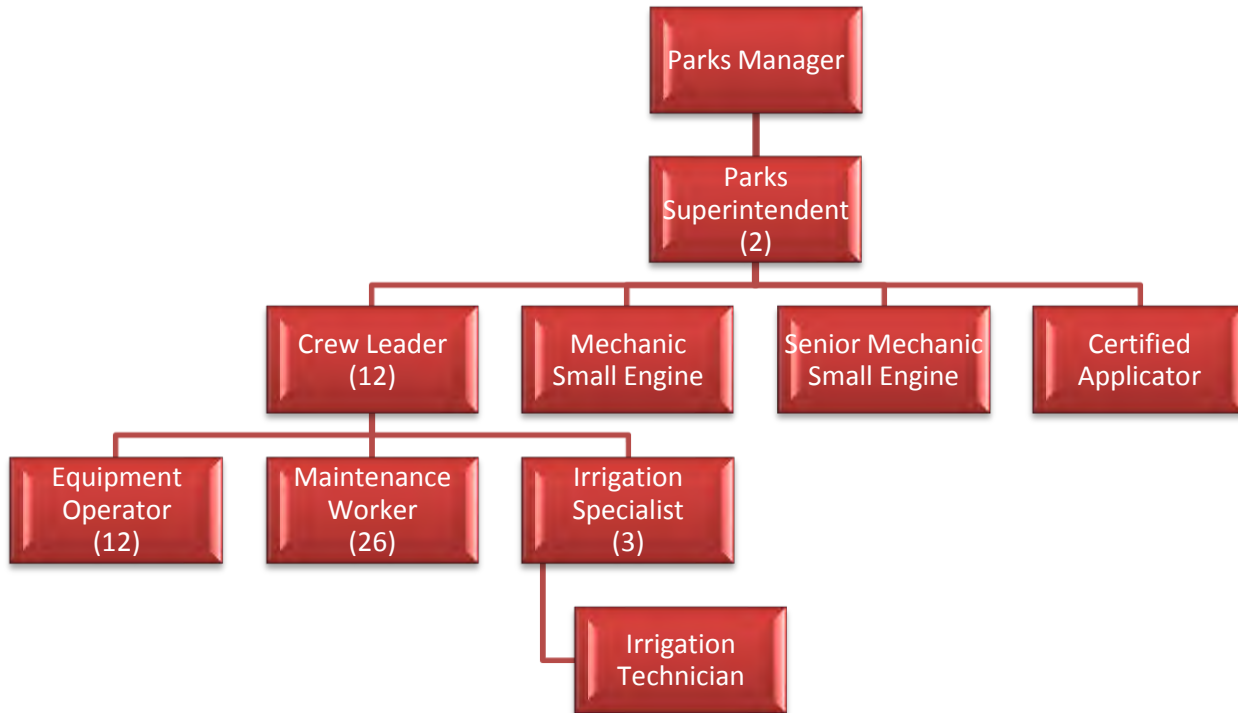 Parks Manager
Parks
Superintendent
(2)
Crew Leader
(12)
Mechanic
Small Engine
Senior Mechanic
Small Engine
Certified
Applicator
Equipment
Operator
(12)
Maintenance
Worker
(26)
Irrigation
Specialist
(3)
Irrigation
Technician